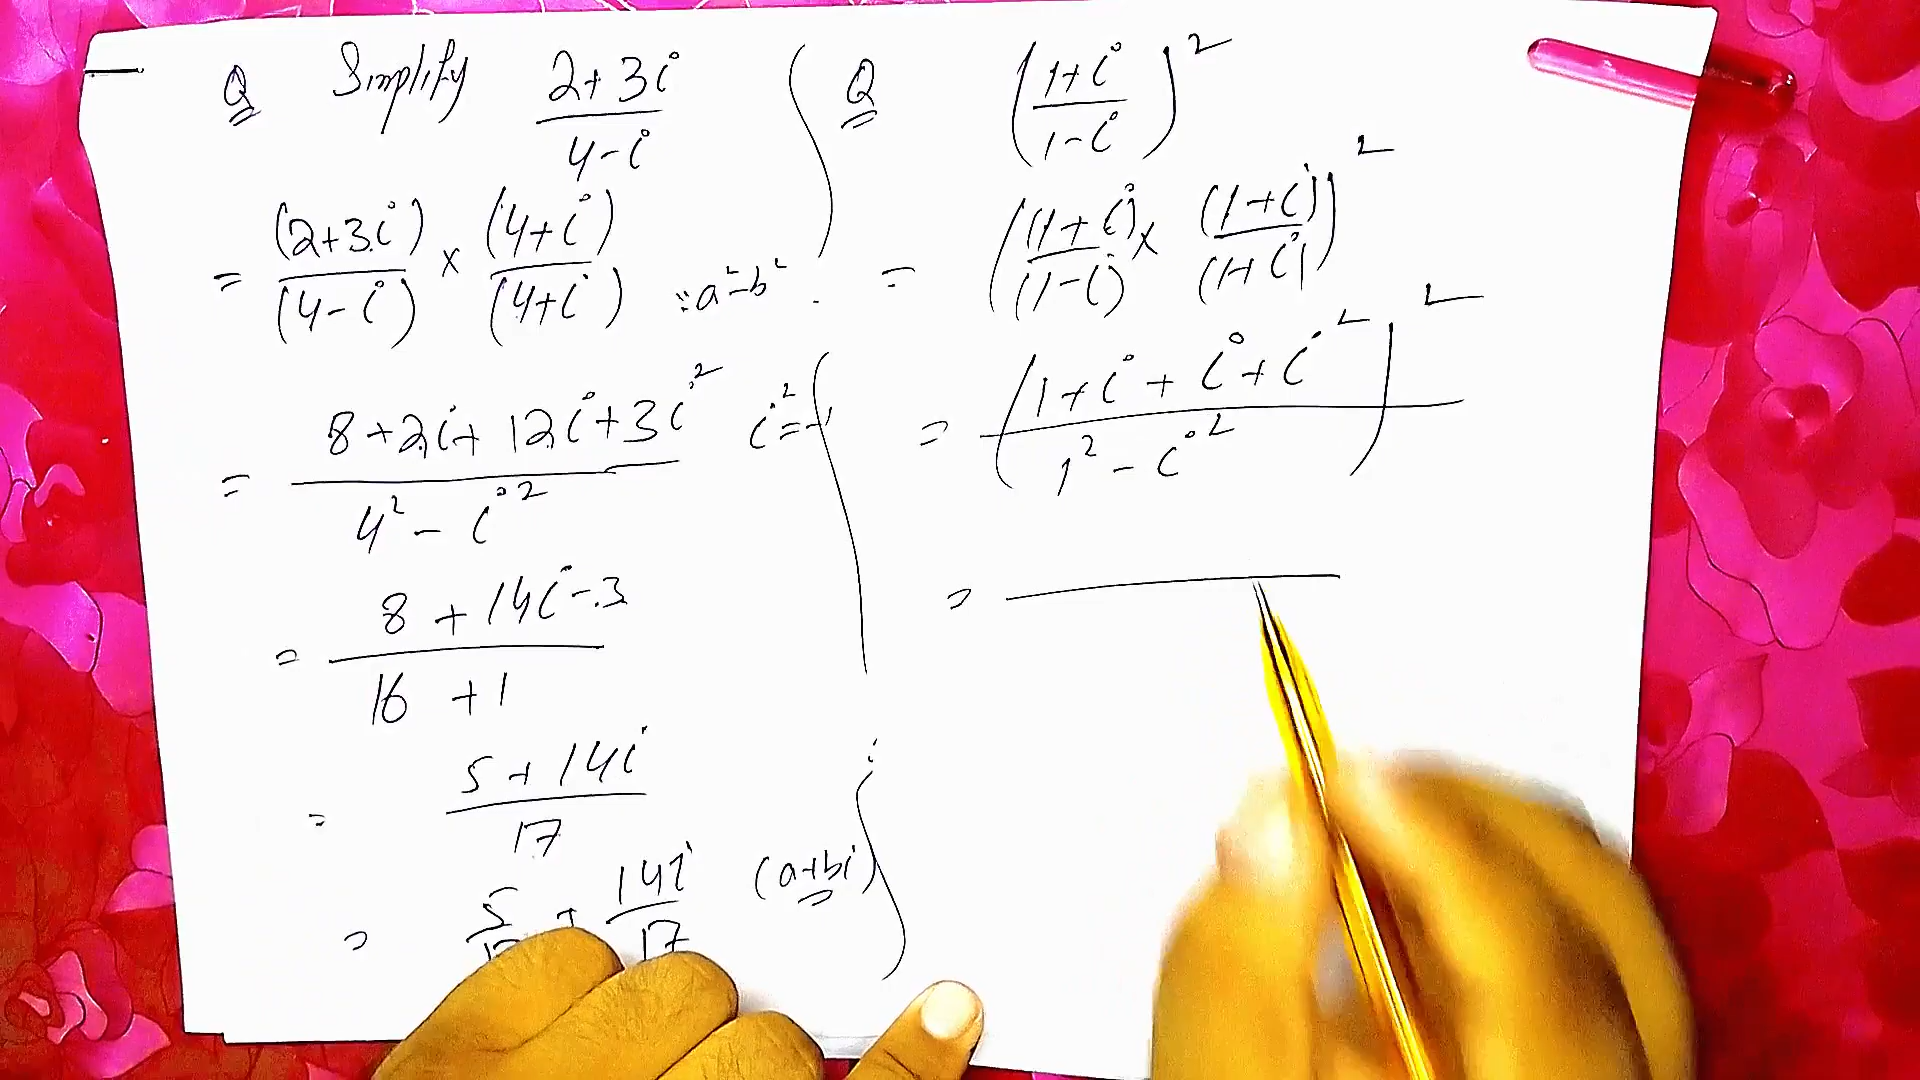 Q Simplify (2+3i)/(4-i)
= (2+3i)/(4-i) × (4+i)/(4+i) ∵ a²-b²
= (8+2i+12i+3i²)/(4²-i²) i²=-1
= (8+14i-3)/(16+1)
= (5+14i)/17
= 5/ + 14i/17 (a+bi)
Q ((1+i)/(1-i))²
= ((1+i)/(1-i) × (1+i)/(1+i))²
= ((1+i+i+i²)/(1²-i²))²
=